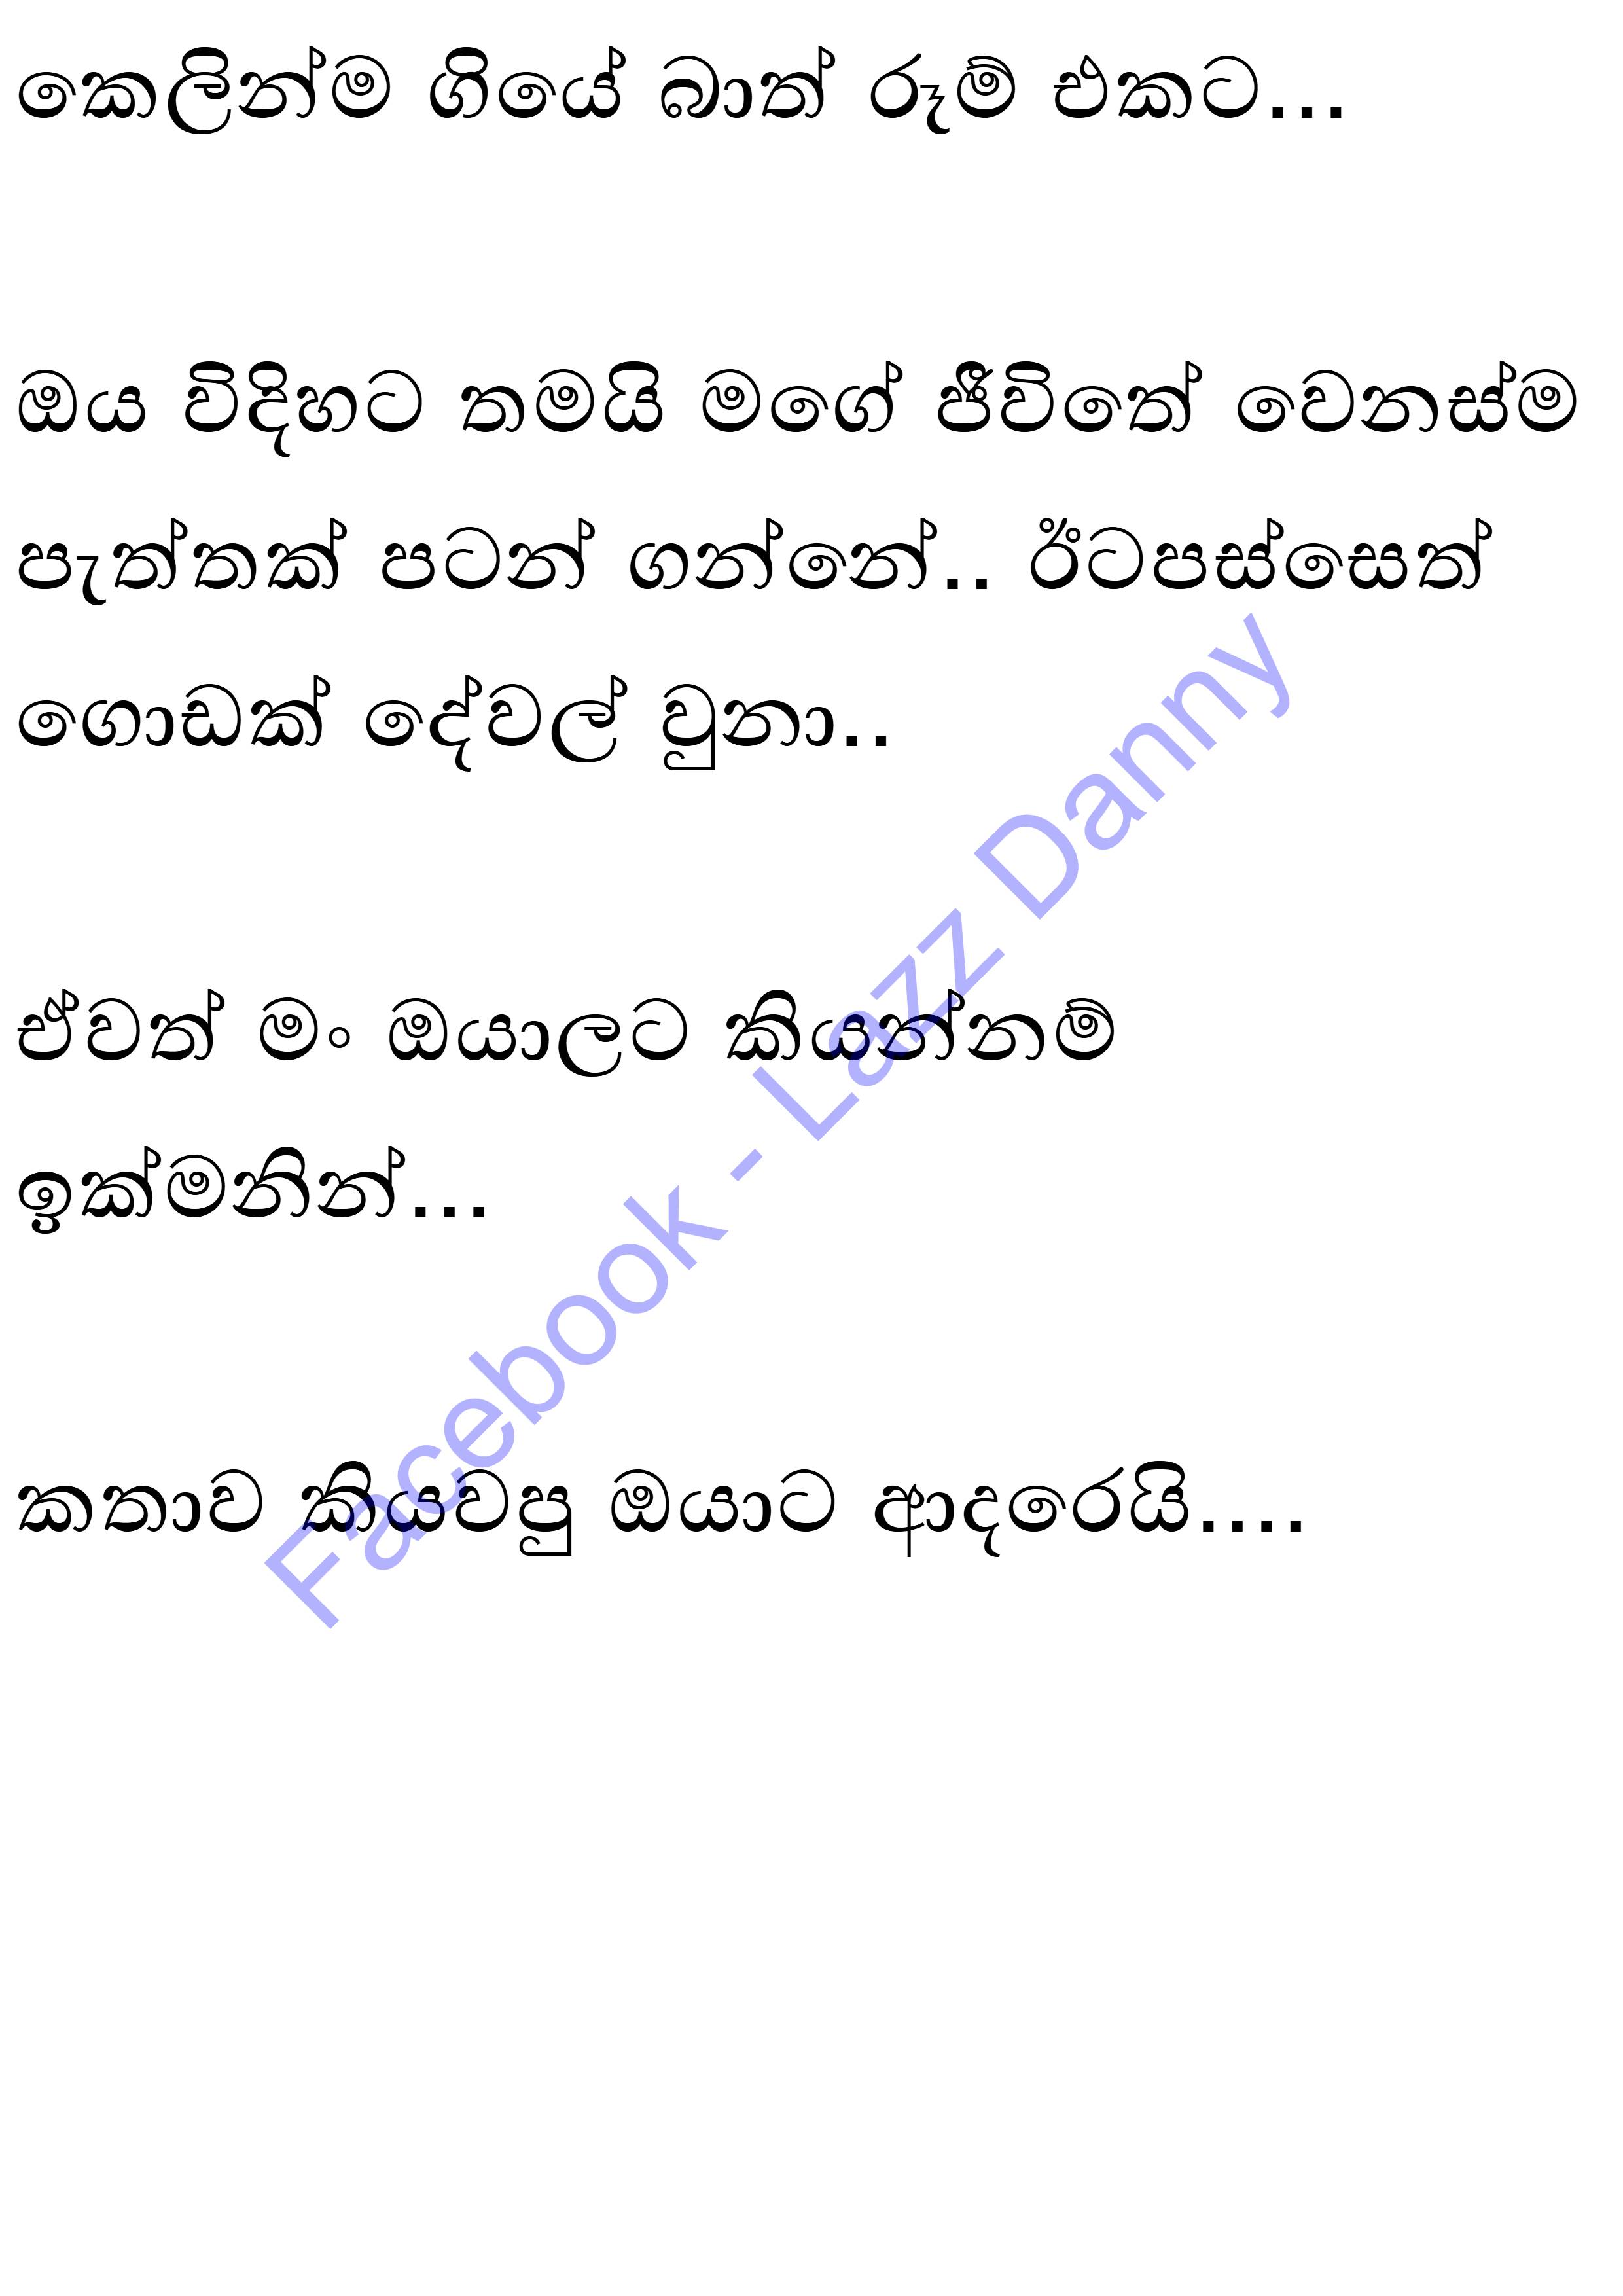 කෙලින්ම ගියේ බාත් රූම් එකට...
ඔය විදිහට තමයි මගේ ජීවිතේ වෙනස්ම
පැත්තක් පටන් ගන්නේ.. ඊටපස්සෙත්
ගොඩක් දේවල් වුනා..
ඒවත් මං ඔයාලට කියන්නම්
ඉක්මනින්...
කතාව කියවපු ඔයාට ආදරෙයි....
Facebook - Lazz Danny